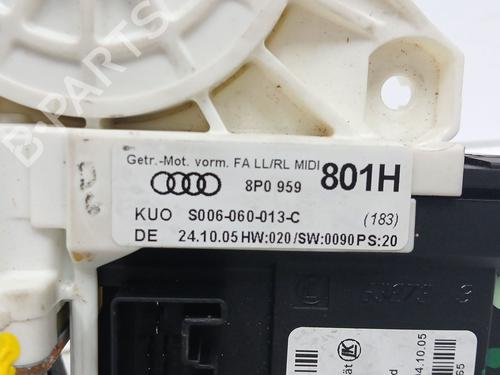 Getr.-Mot. vorm. FA LL/RL MIDI
8P0 959 801H
KUO S006-060-013-C (183)
DE 24.10.05 HW:020/SW:0090 PS:20
B-PARTS